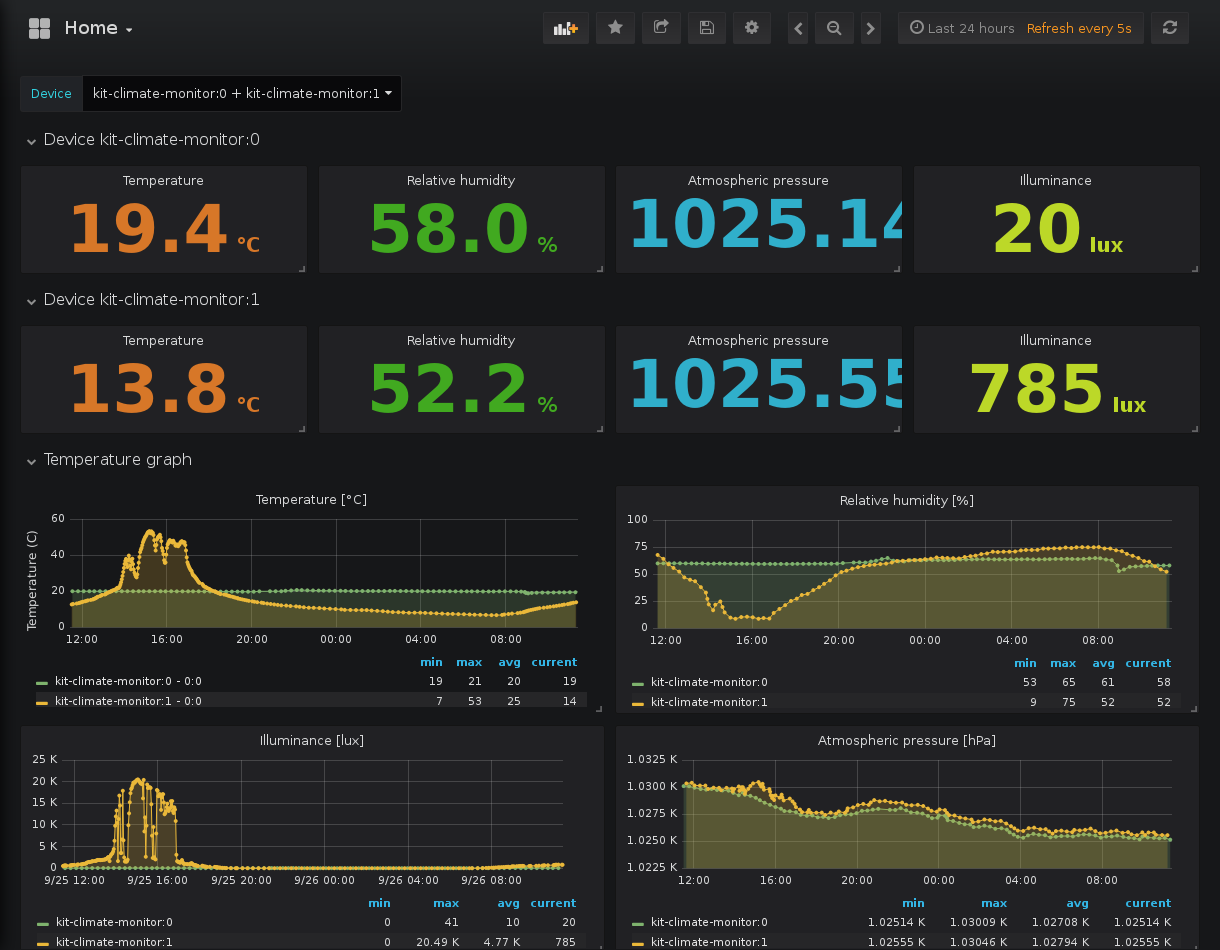 Home
Last 24 hours Refresh every 5s
Device kit-climate-monitor:0 + kit-climate-monitor:1
Device kit-climate-monitor:0
Temperature Relative humidity Atmospheric pressure Illuminance
19.4 °C 58.0 % 1025.14 20 lux
Device kit-climate-monitor:1
Temperature Relative humidity Atmospheric pressure Illuminance
13.8 °C 52.2 % 1025.55 785 lux
Temperature graph
Temperature [°C]
Temperature (C)
60
40
20
0
12:00 16:00 20:00 00:00 04:00 08:00
min max avg current
kit-climate-monitor:0 - 0:0 19 21 20 19
kit-climate-monitor:1 - 0:0 7 53 25 14
Relative humidity [%]
100
75
50
25
0
12:00 16:00 20:00 00:00 04:00 08:00
min max avg current
kit-climate-monitor:0 53 65 61 58
kit-climate-monitor:1 9 75 52 52
Illuminance [lux]
25 K
20 K
15 K
10 K
5 K
0
9/25 12:00 9/25 16:00 9/25 20:00 9/26 00:00 9/26 04:00 9/26 08:00
min max avg current
kit-climate-monitor:0 0 41 10 20
kit-climate-monitor:1 0 20.49 K 4.77 K 785
Atmospheric pressure [hPa]
1.0325 K
1.0300 K
1.0275 K
1.0250 K
1.0225 K
12:00 16:00 20:00 00:00 04:00 08:00
min max avg current
kit-climate-monitor:0 1.02514 K 1.03009 K 1.02708 K 1.02514 K
kit-climate-monitor:1 1.02555 K 1.03046 K 1.02794 K 1.02555 K